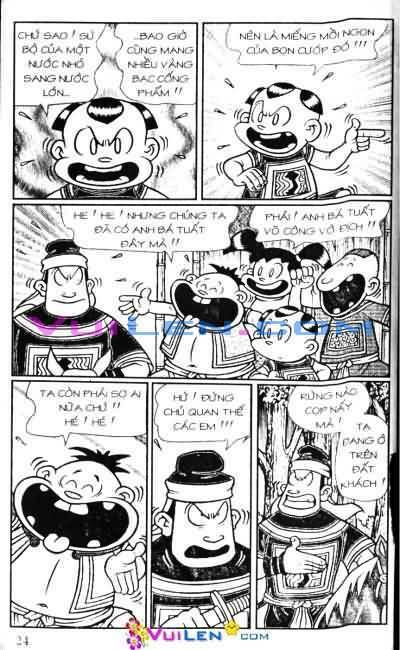 CHỨ SAO! SỨ
BỘ CỦA MỘT
NƯỚC NHỎ
SANG NƯỚC
LỚN...
...BAO GIỜ
CŨNG MANG
NHIỀU VÀNG
BẠC CỐNG
PHẨM!!
NÊN LÀ MIẾNG MỒI NGON
CỦA BỌN CƯỚP ĐÓ!!!
HE! HE! NHƯNG CHÚNG TA
ĐÃ CÓ ANH BÁ TUẤT
ĐÂY MÀ!!
PHẢI! ANH BÁ TUẤT
VÕ CÔNG VÔ ĐỊCH!!
VuiLen.com
TA CÒN PHẢI SỢ AI
NỮA CHỨ!!
HÉ! HÉ!
HỪ! ĐỪNG
CHỦ QUAN THẾ
CÁC EM!!!
RỪNG NÀO
CỌP NẤY
MÀ!
TA
ĐANG Ở
TRÊN
ĐẤT
KHÁCH!
24
VuiLen.com